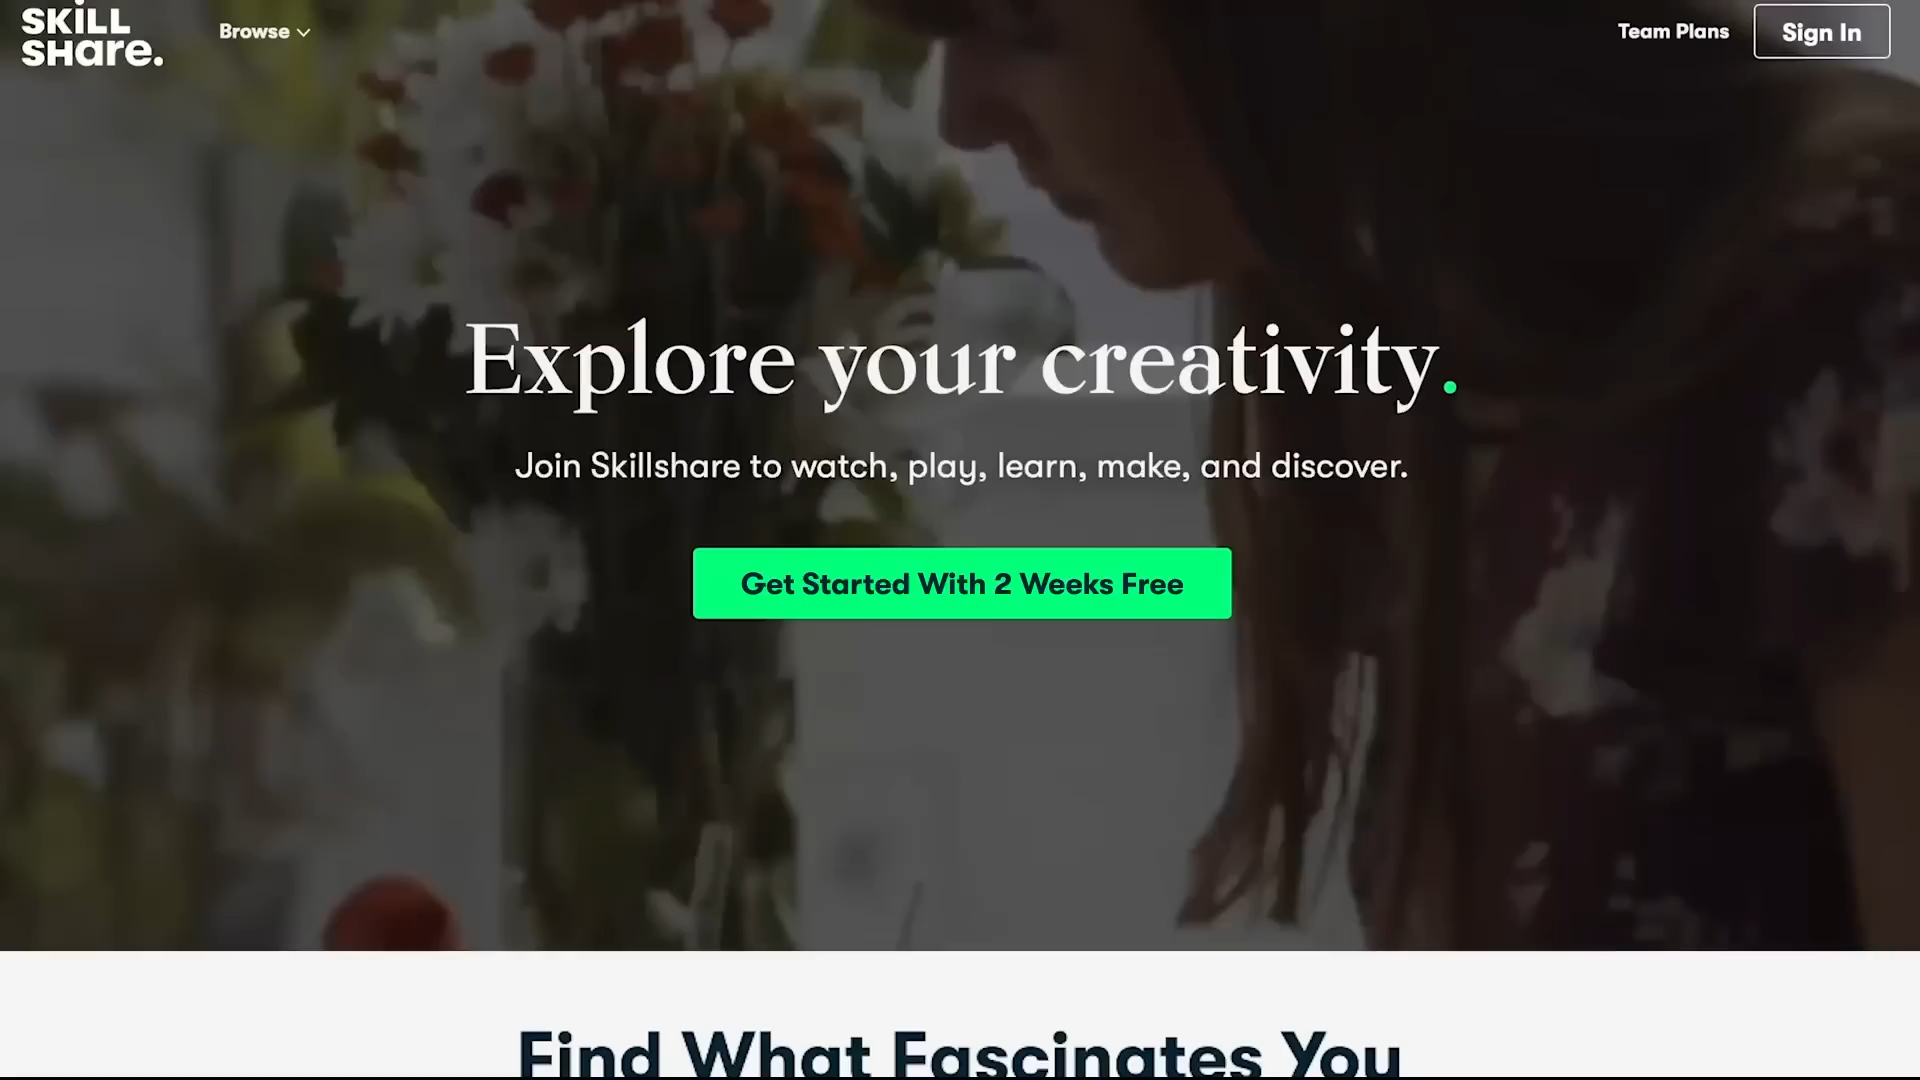 SKiLL
SHare.
Browse
Team Plans
Sign In
Explore your creativity.
Join Skillshare to watch, play, learn, make, and discover.
Get Started With 2 Weeks Free
Find What Fascinates You